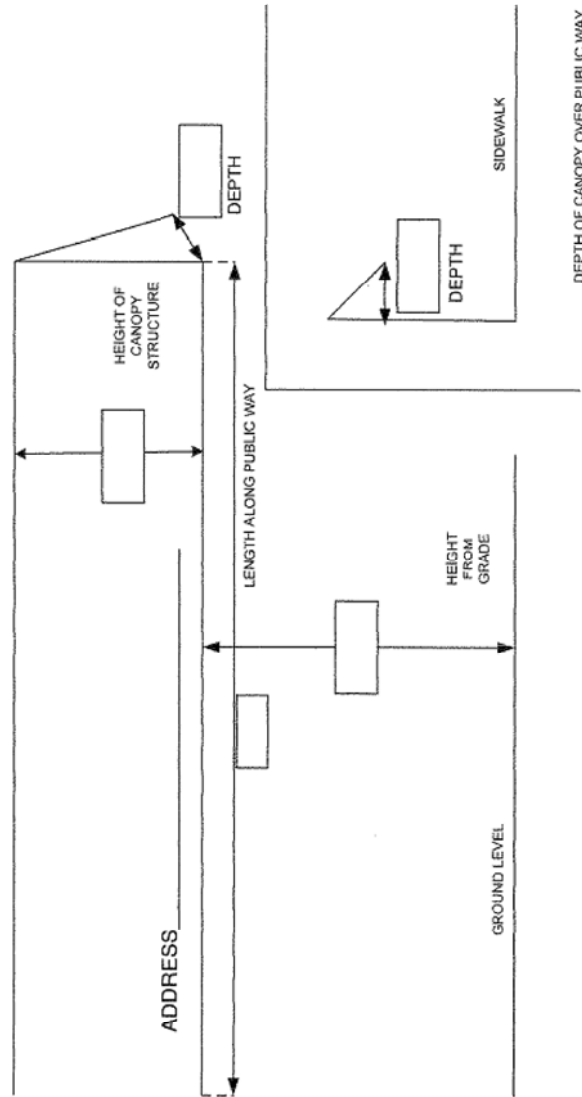 HEIGHT OF
CANOPY
STRUCTURE
DEPTH
ADDRESS
LENGTH ALONG PUBLIC WAY
HEIGHT
FROM
GRADE
GROUND LEVEL
DEPTH
SIDEWALK
DEPTH OF CANOPY OVER PUBLIC WAY